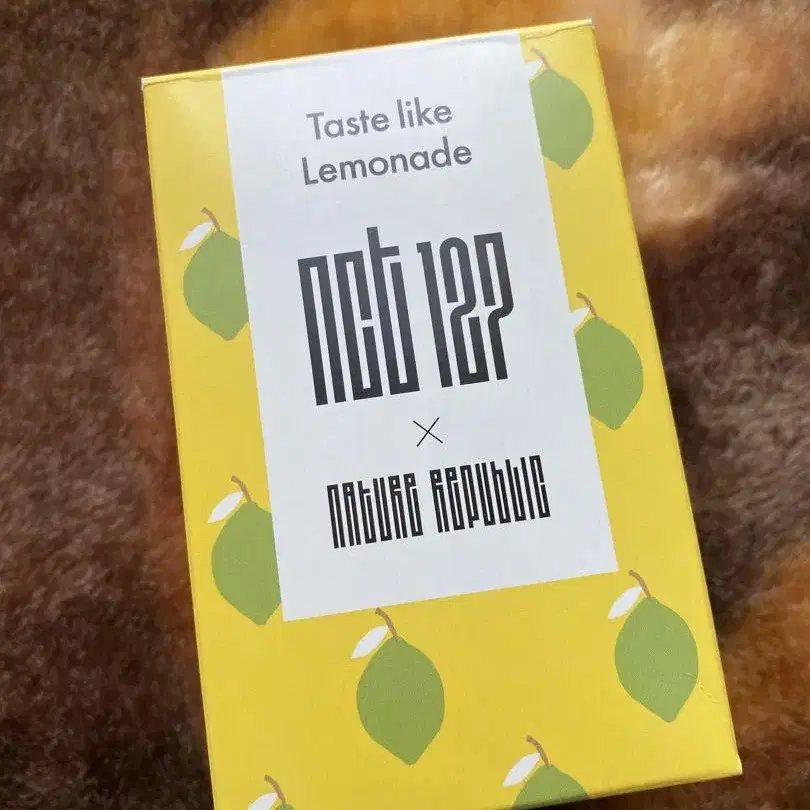 Taste like
Lemonade
nct 127
×
NATURE REPUBLIC